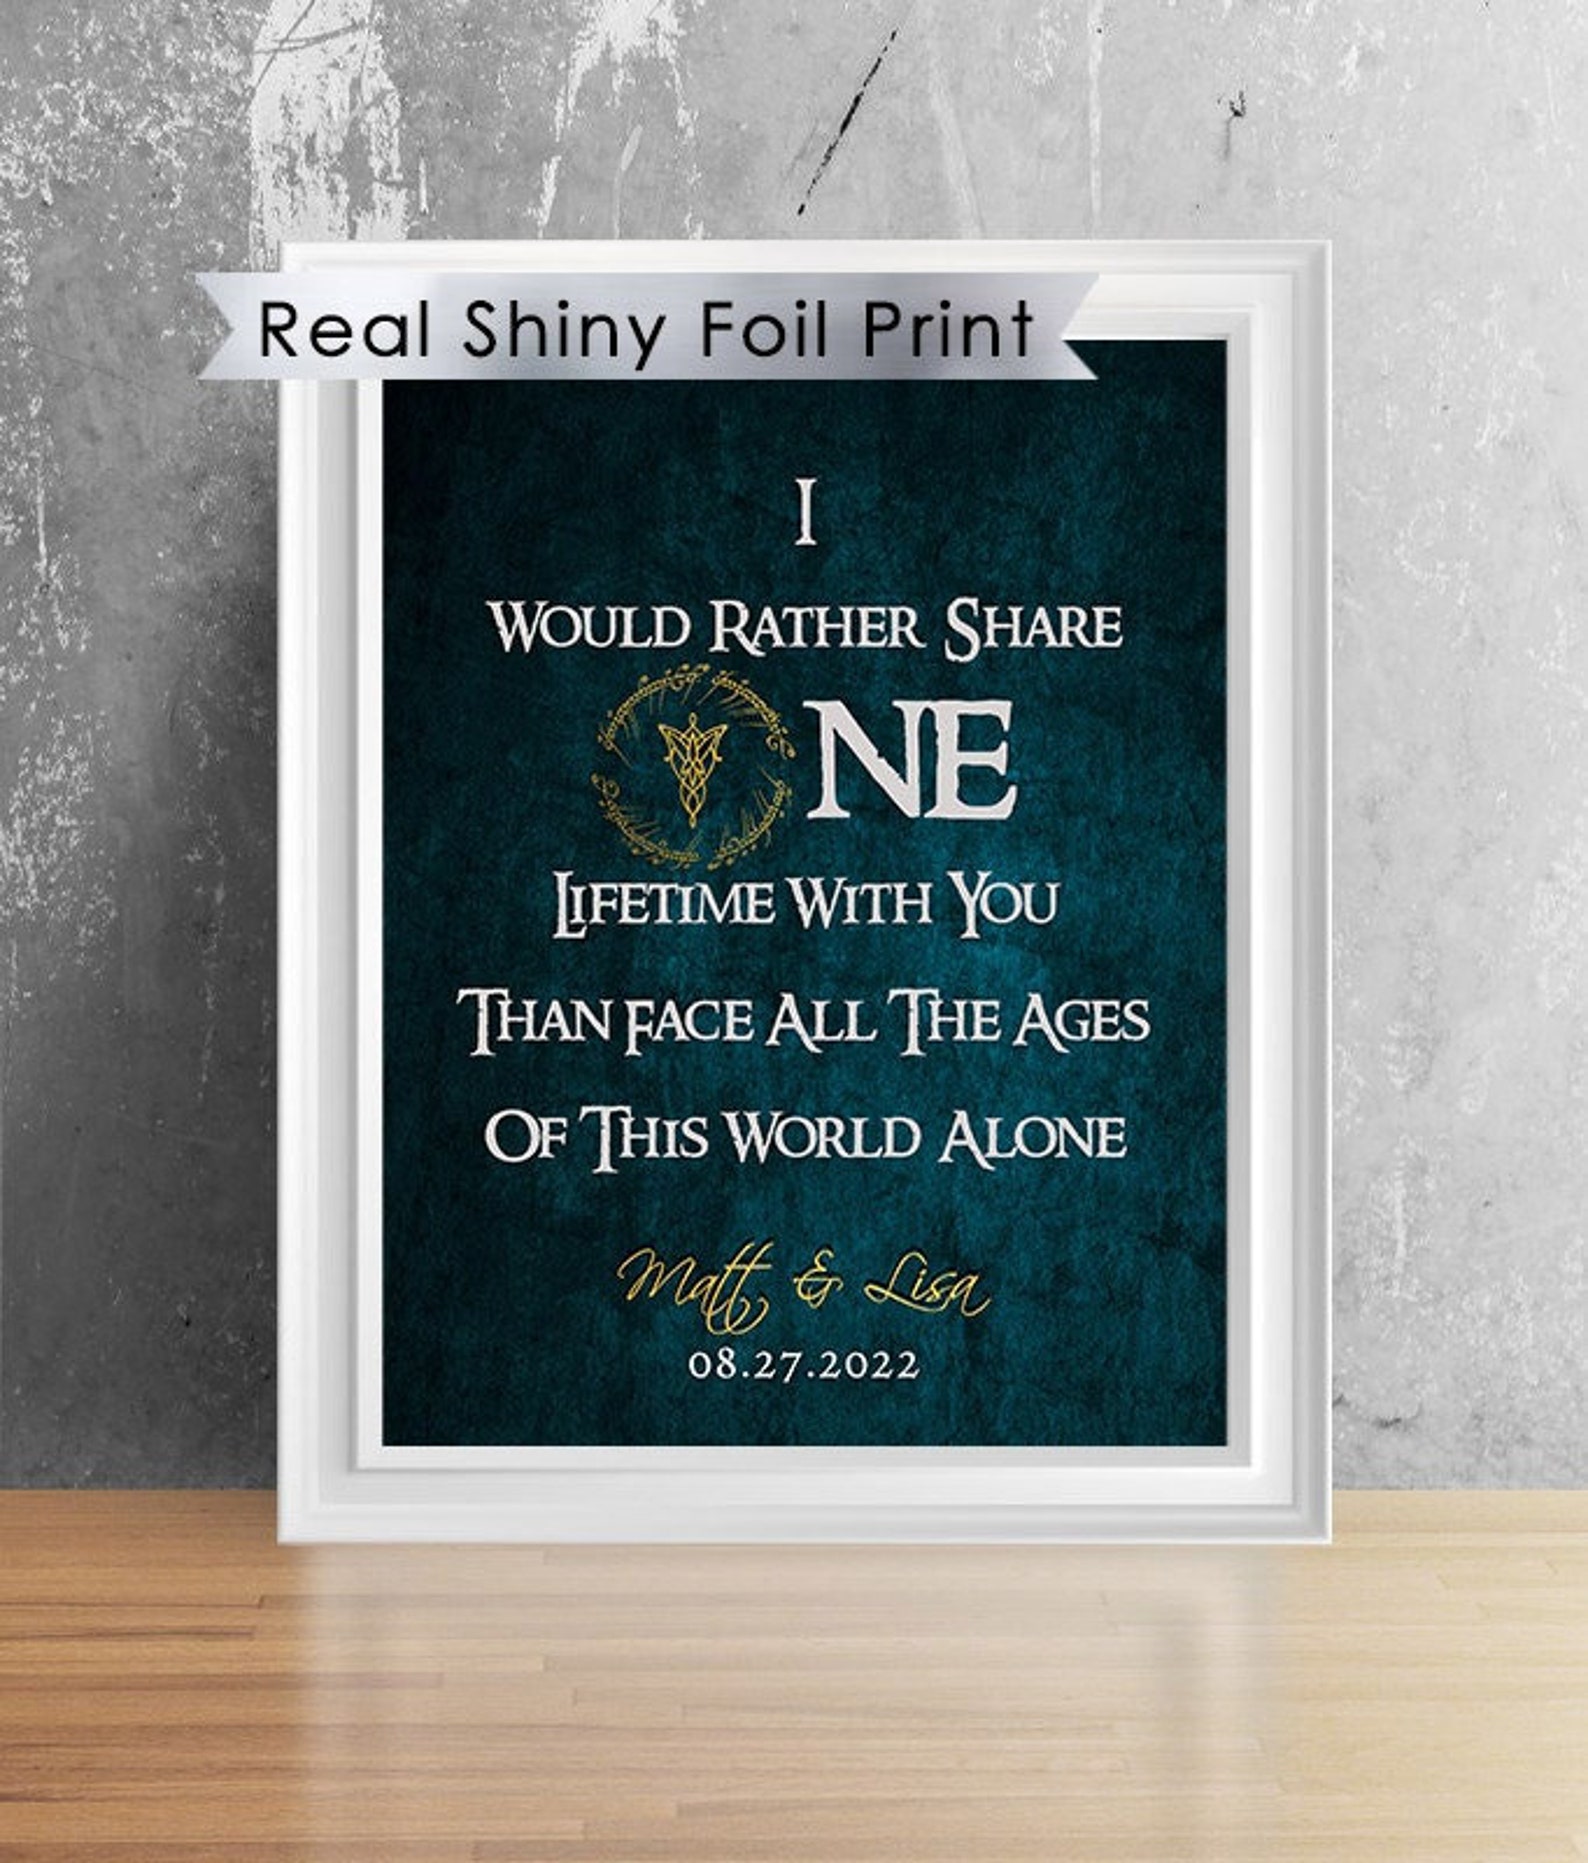 Real Shiny Foil Print
I
WOULD RATHER SHARE
ONE
LIFETIME WITH YOU
THAN FACE ALL THE AGES
OF THIS WORLD ALONE
Matt & Lisa
08.27.2022